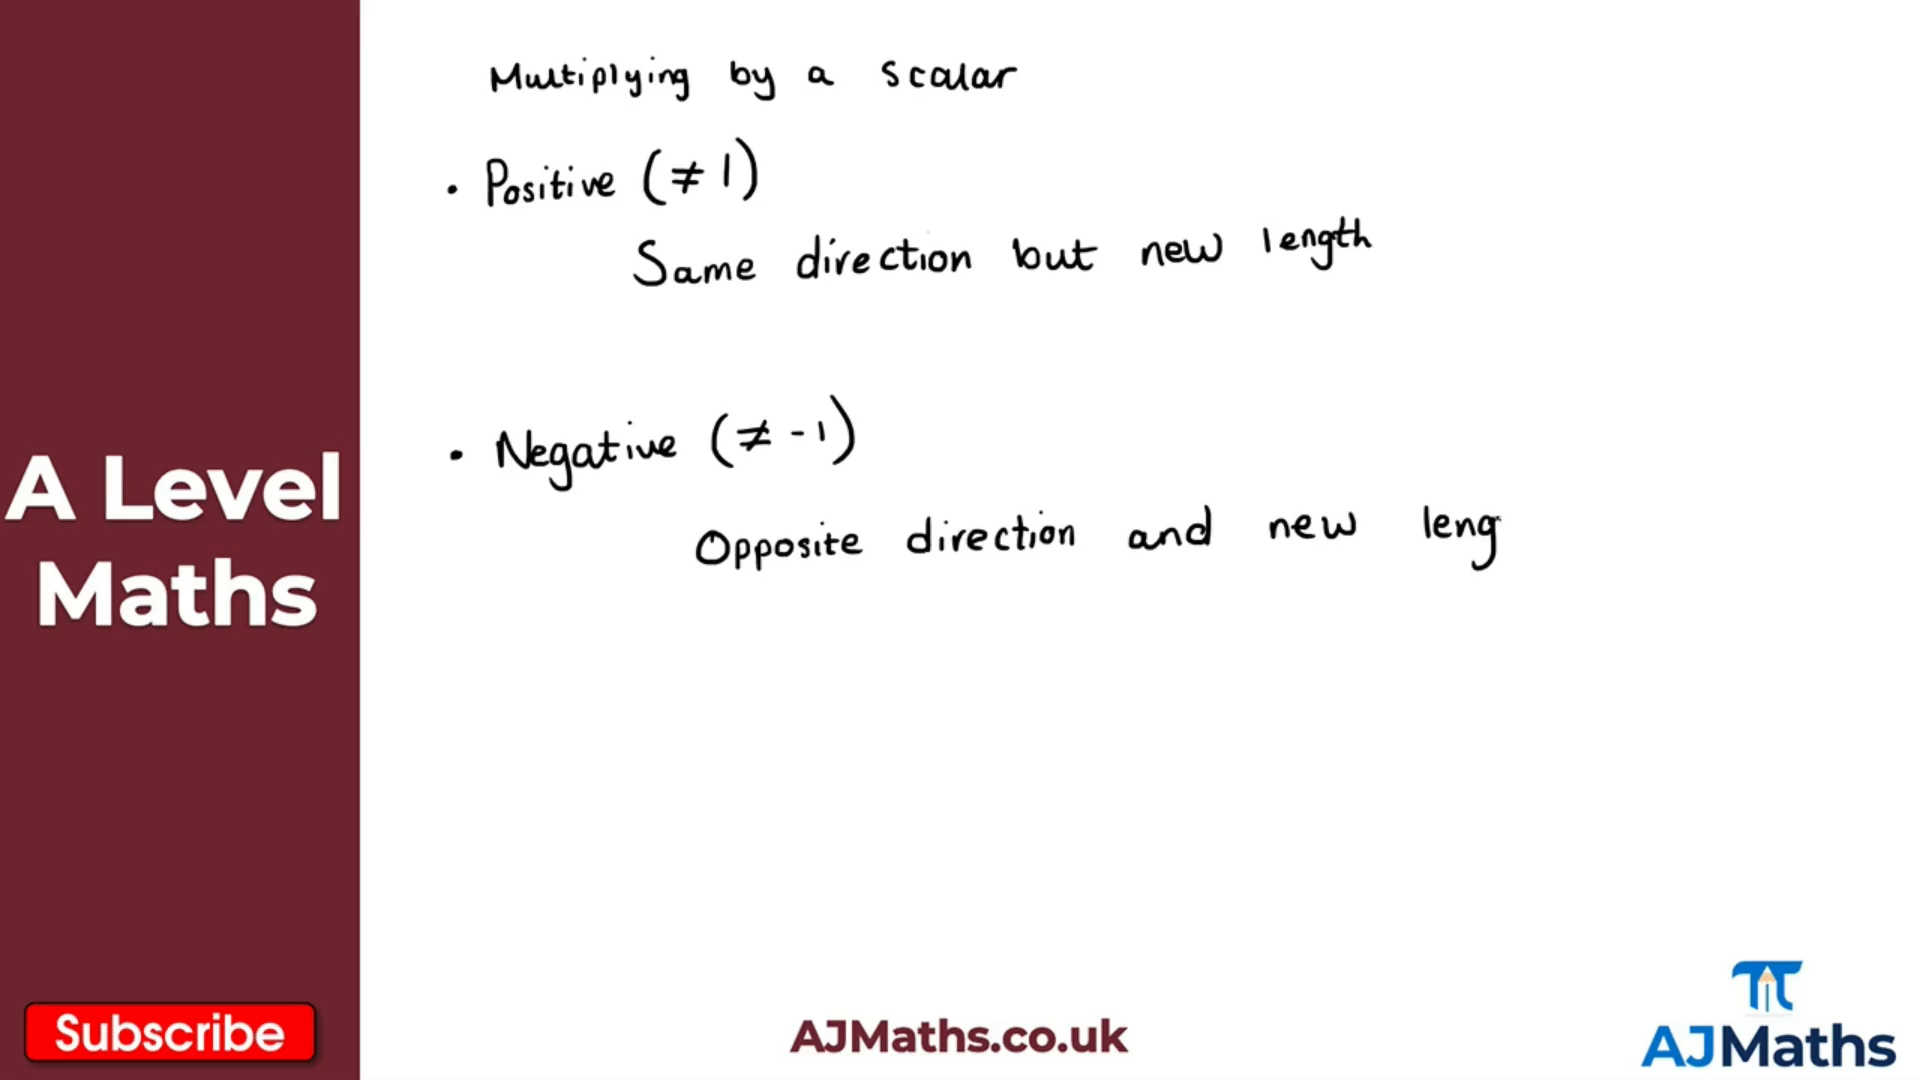 Multiplying by a scalar
• Positive (≠ 1)
Same direction but new length
• Negative (≠ -1)
Opposite direction and new leng
A Level
Maths
Subscribe
AJMaths.co.uk
AJMaths